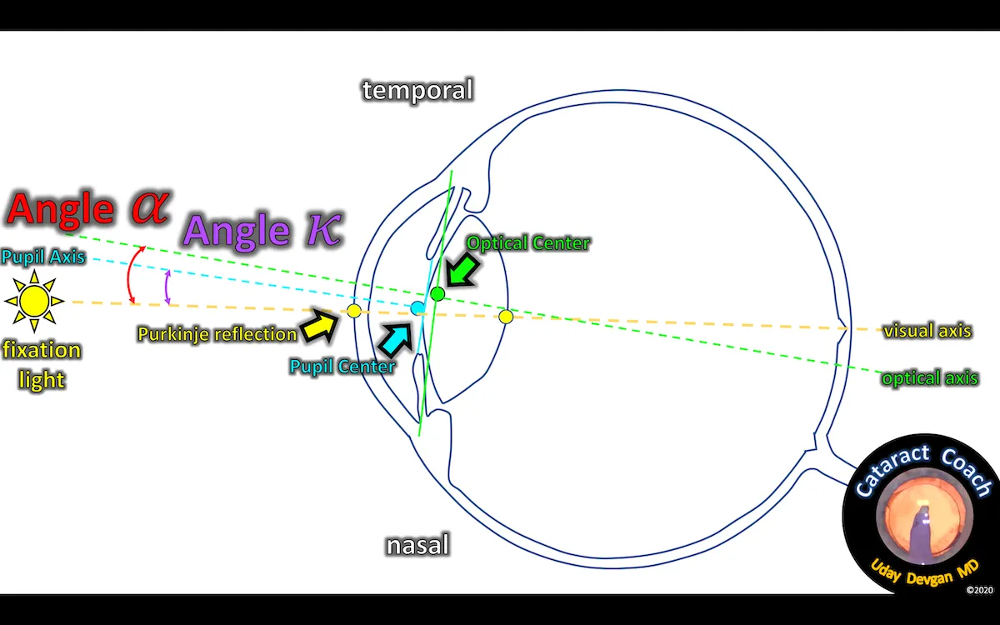 temporal
Angle α
Angle κ
Pupil Axis
Optical Center
fixation
light
Purkinje reflection
Pupil Center
visual axis
optical axis
nasal
Cataract Coach
Uday Devgan MD
©2020